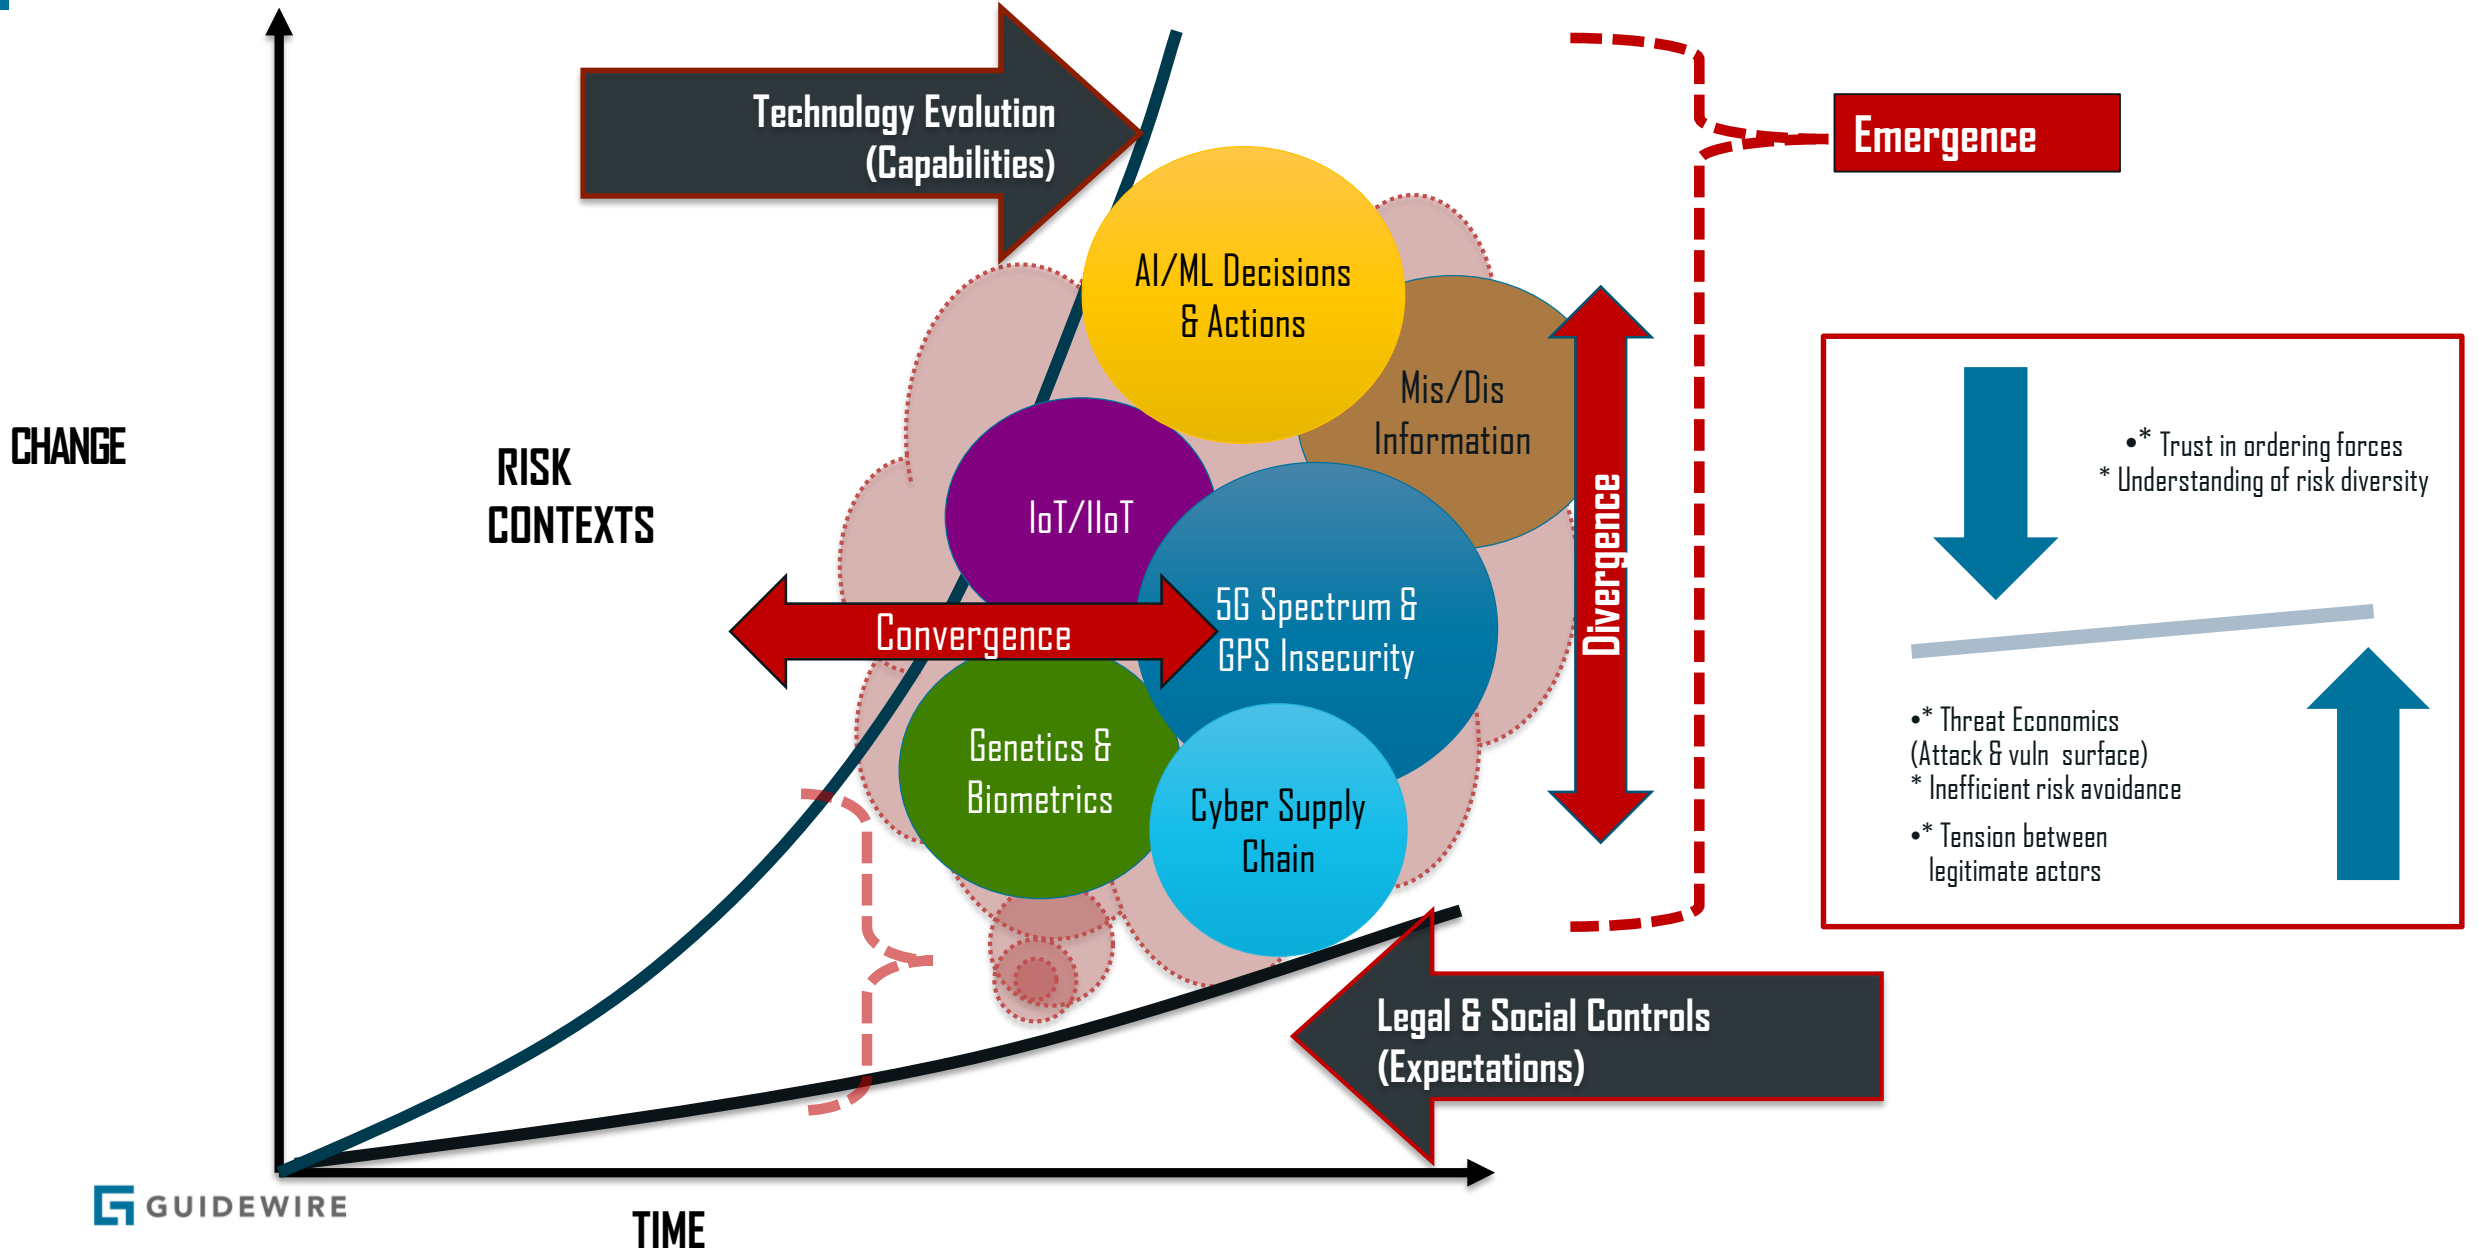 Technology Evolution
(Capabilities)
Emergence
AI/ML Decisions
& Actions
Mis/Dis
Information
CHANGE
RISK
CONTEXTS
IoT/IIoT
Convergence
5G Spectrum &
GPS Insecurity
Divergence
Genetics &
Biometrics
Cyber Supply
Chain
•* Trust in ordering forces
* Understanding of risk diversity
•* Threat Economics
(Attack & vuln surface)
* Inefficient risk avoidance
•* Tension between
legitimate actors
Legal & Social Controls
(Expectations)
GUIDEWIRE
TIME